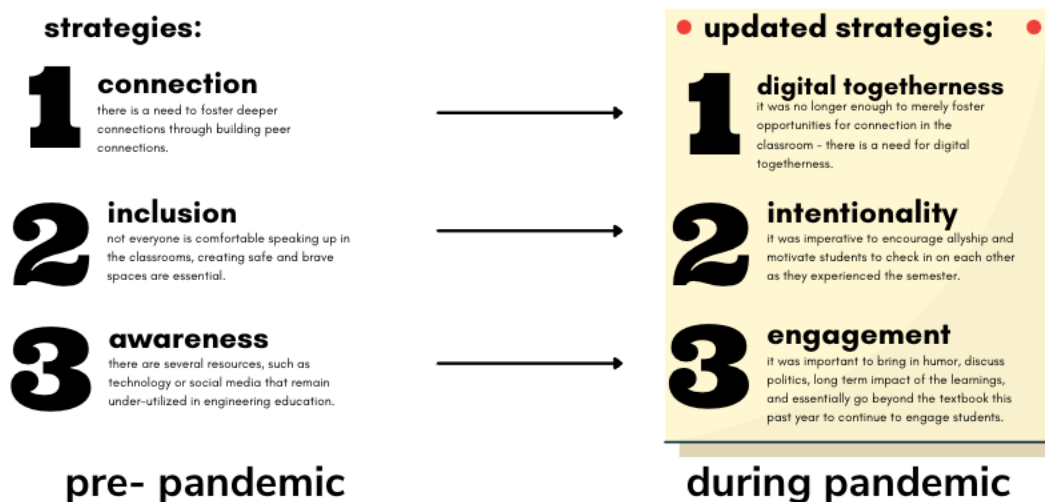 strategies:
1
connection
there is a need to foster deeper
connections through building peer
connections.
2
inclusion
not everyone is comfortable speaking up in
the classrooms, creating safe and brave
spaces are essential.
3
awareness
there are several resources, such as
technology or social media that remain
under-utilized in engineering education.
pre- pandemic
updated strategies:
1
digital togetherness
it was no longer enough to merely foster
opportunities for connection in the
classroom - there is a need for digital
togetherness.
2
intentionality
it was imperative to encourage allyship and
motivate students to check in on each other
as they experienced the semester.
3
engagement
it was important to bring in humor, discuss
politics, long term impact of the learnings,
and essentially go beyond the textbook this
past year to continue to engage students.
during pandemic